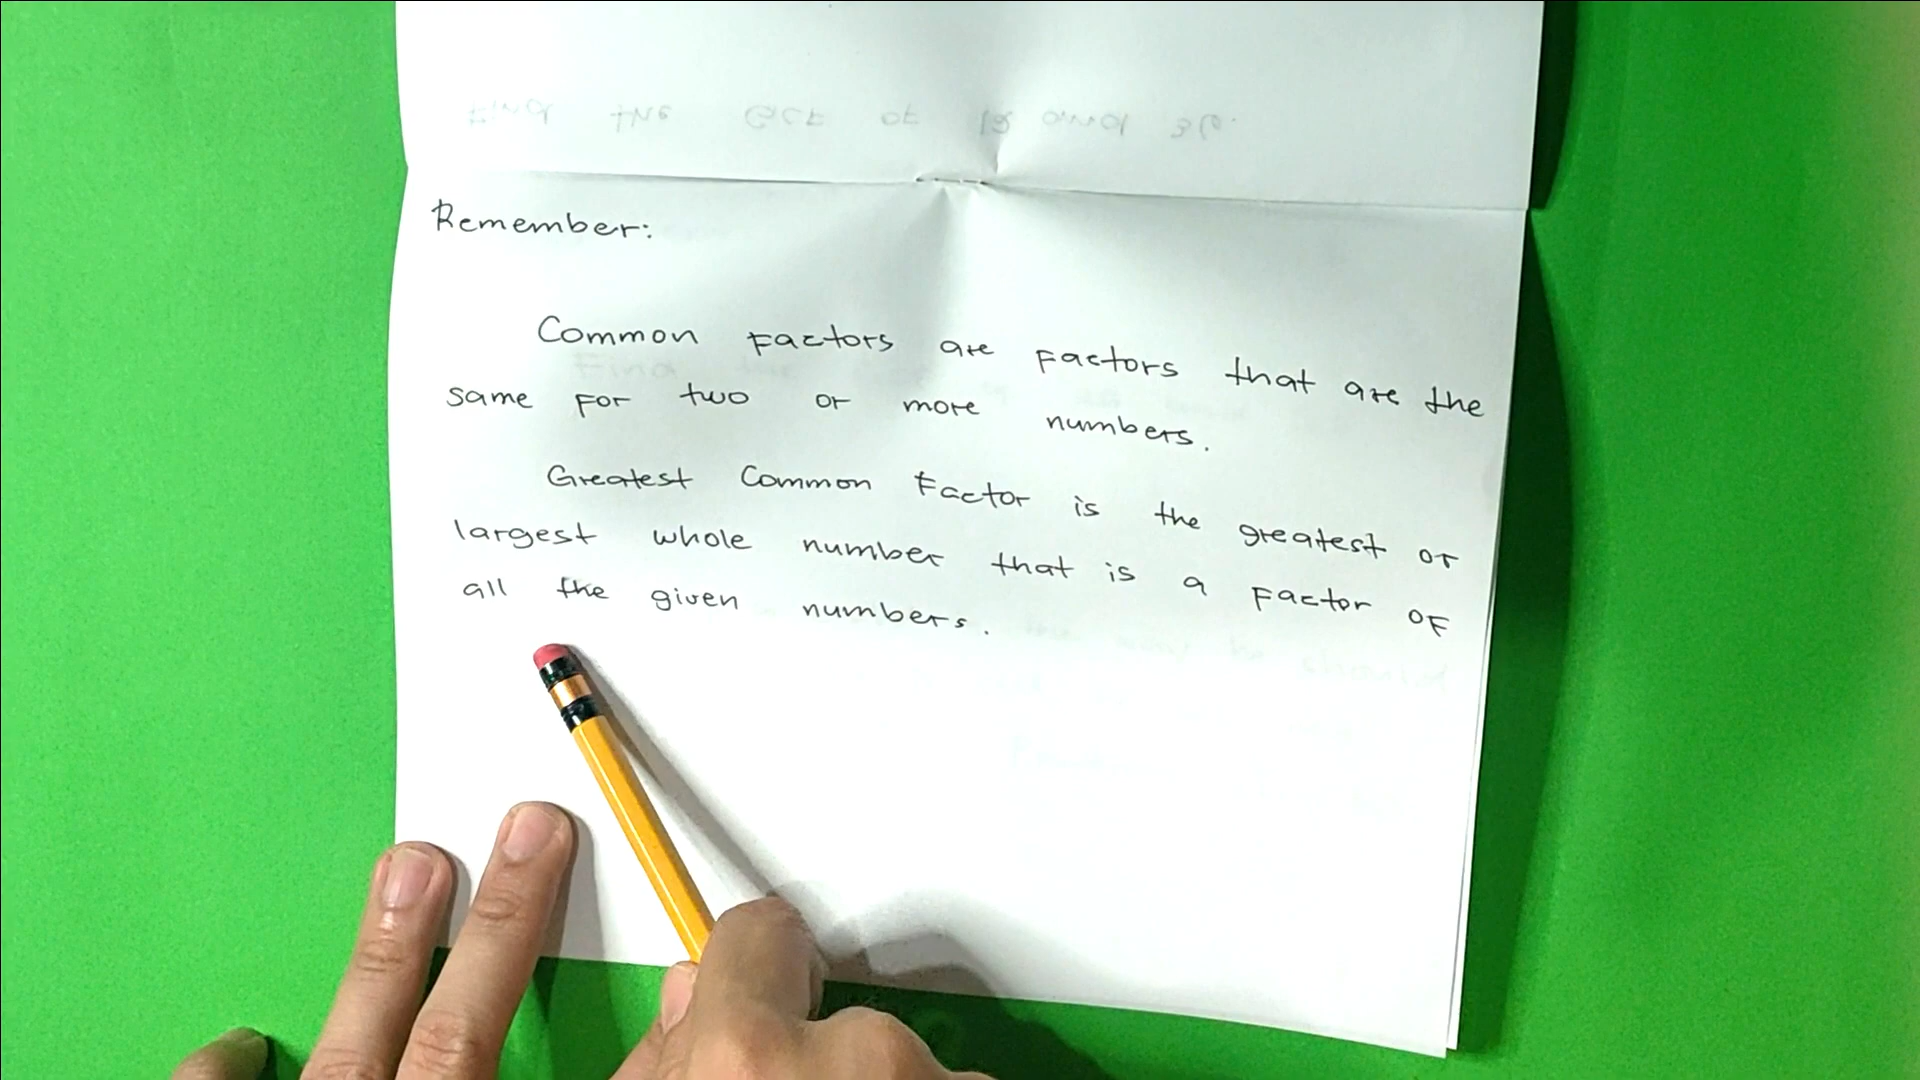 Remember:
Common Factors are Factors that are the
same For two or more numbers.
Greatest Common Factor is the greatest or
largest whole number that is a Factor OF
all the given numbers.